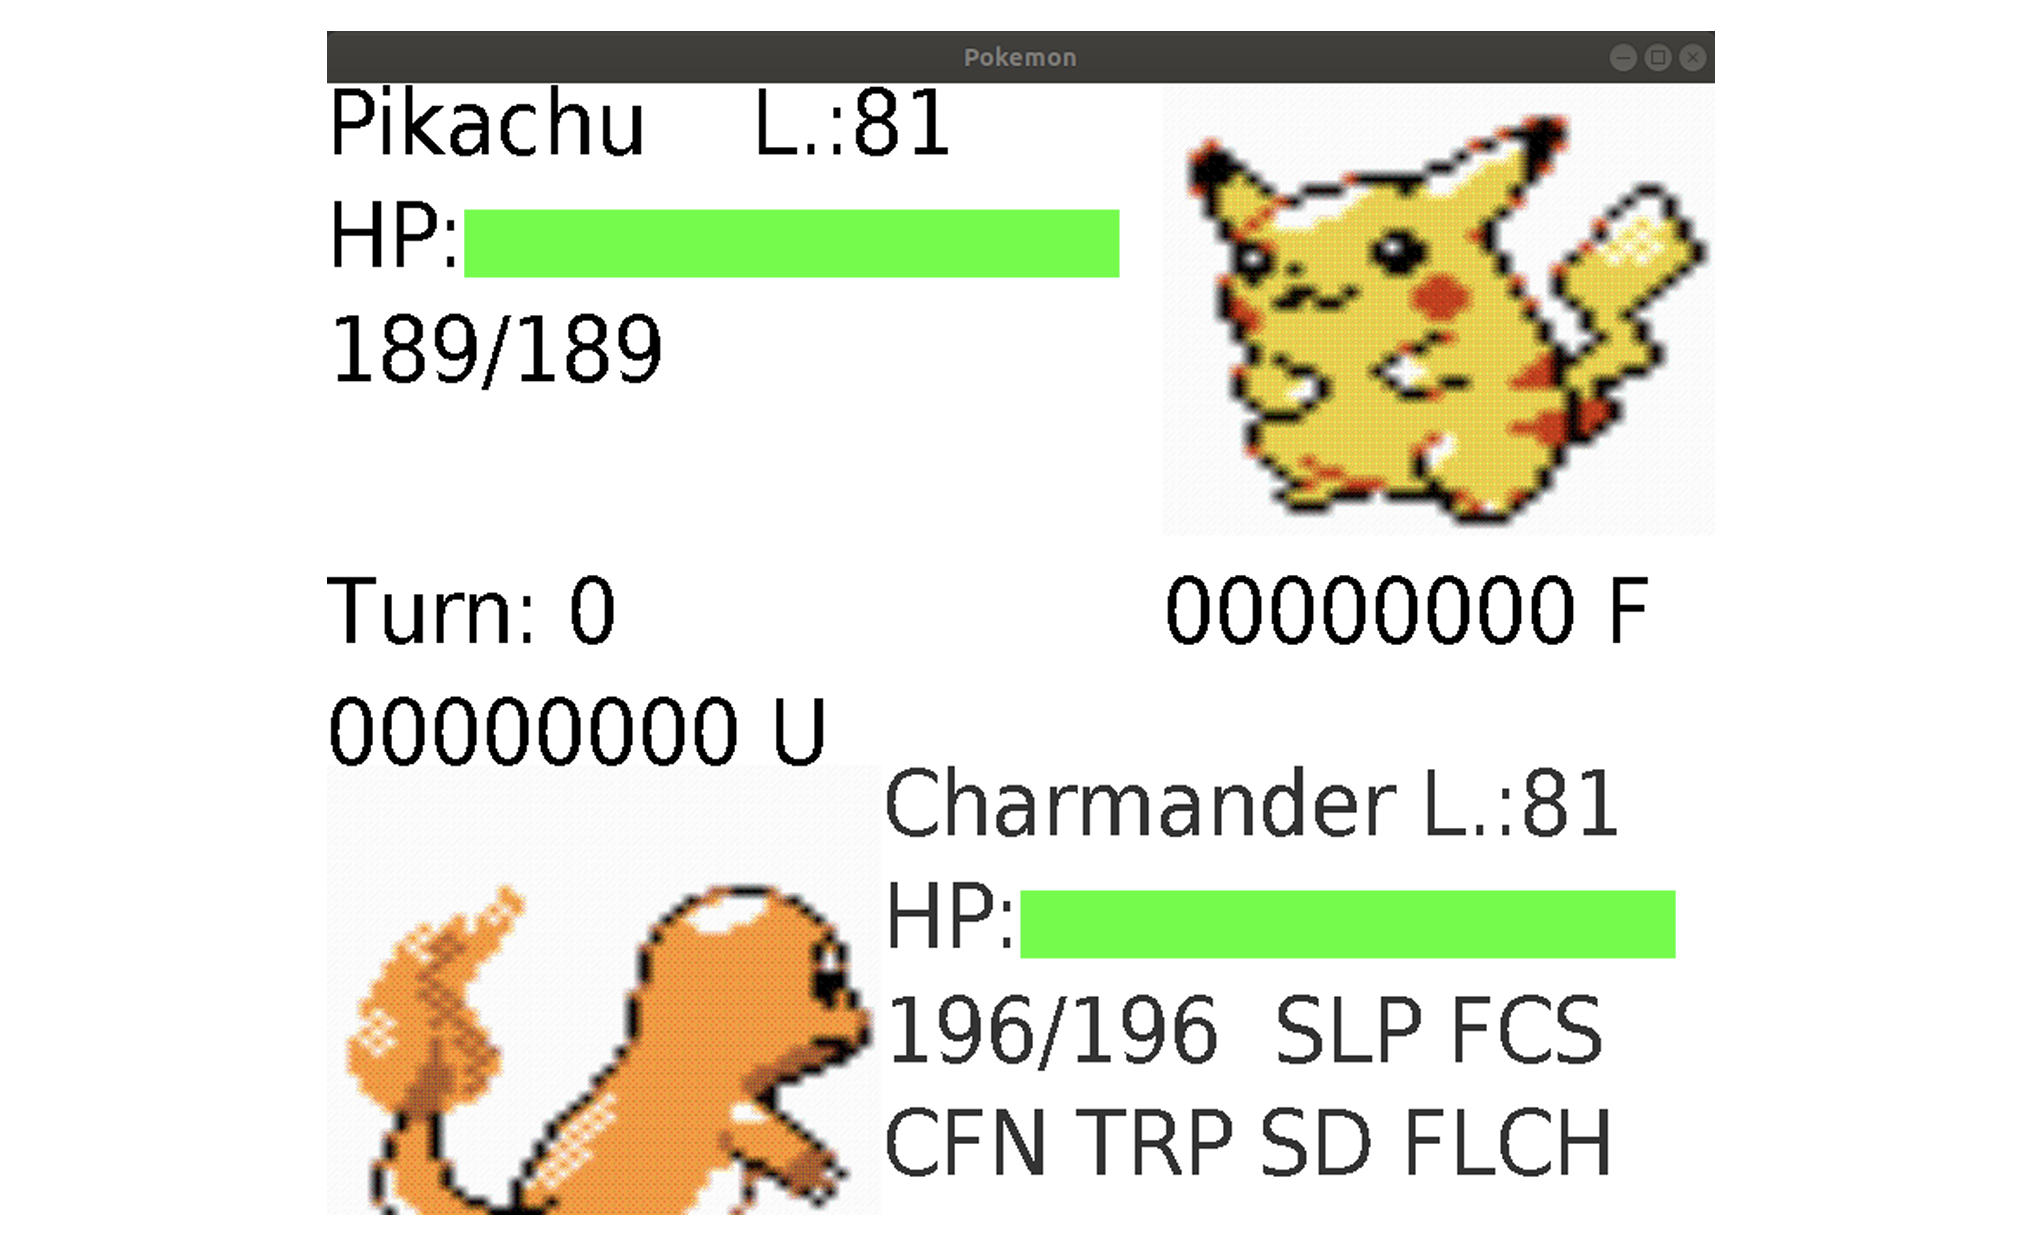 Pokemon
Pikachu L.:81
HP:
189/189
Turn: 0
00000000 F
00000000 U
Charmander L.:81
HP:
196/196 SLP FCS
CFN TRP SD FLCH